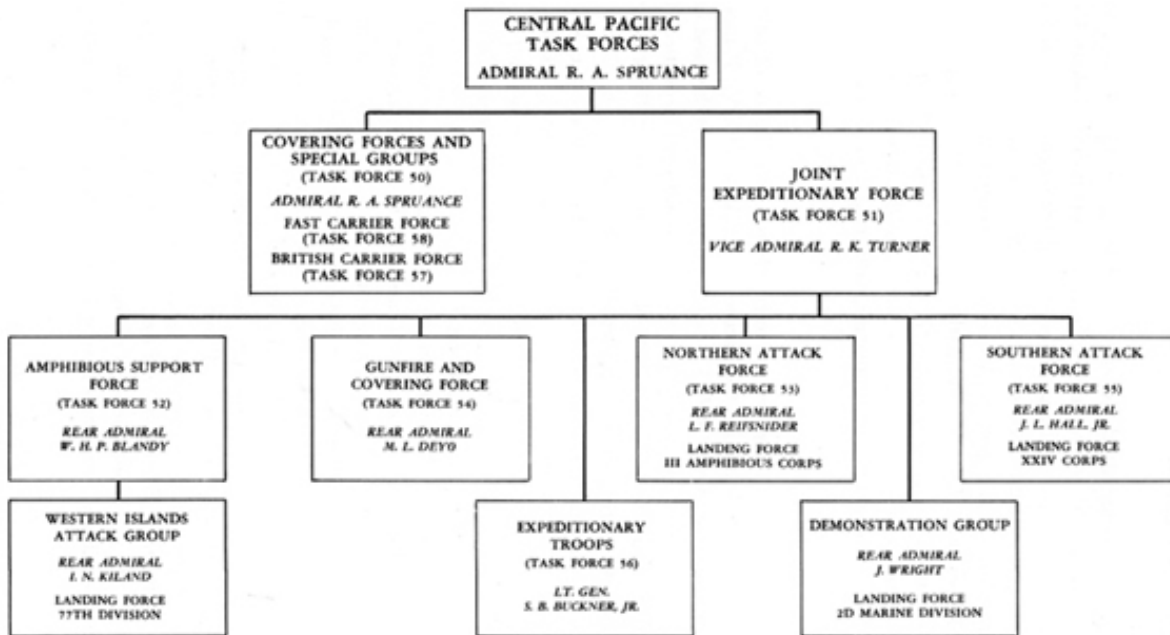 CENTRAL PACIFIC
TASK FORCES
ADMIRAL R. A. SPRUANCE
COVERING FORCES AND
SPECIAL GROUPS
(TASK FORCE 50)
ADMIRAL R. A. SPRUANCE
FAST CARRIER FORCE
(TASK FORCE 58)
BRITISH CARRIER FORCE
(TASK FORCE 57)
JOINT
EXPEDITIONARY FORCE
(TASK FORCE 51)
VICE ADMIRAL R. K. TURNER
AMPHIBIOUS SUPPORT
FORCE
(TASK FORCE 52)
REAR ADMIRAL
W. H. P. BLANDY
GUNFIRE AND
COVERING FORCE
(TASK FORCE 54)
REAR ADMIRAL
M. L. DEYO
NORTHERN ATTACK
FORCE
(TASK FORCE 53)
REAR ADMIRAL
L. F. REIFSNIDER
LANDING FORCE
III AMPHIBIOUS CORPS
SOUTHERN ATTACK
FORCE
(TASK FORCE 55)
REAR ADMIRAL
J. L. HALL, JR.
LANDING FORCE
XXIV CORPS
WESTERN ISLANDS
ATTACK GROUP
REAR ADMIRAL
I. N. KILAND
LANDING FORCE
77TH DIVISION
EXPEDITIONARY
TROOPS
(TASK FORCE 56)
LT. GEN.
S. B. BUCKNER, JR.
DEMONSTRATION GROUP
REAR ADMIRAL
J. WRIGHT
LANDING FORCE
2D MARINE DIVISION